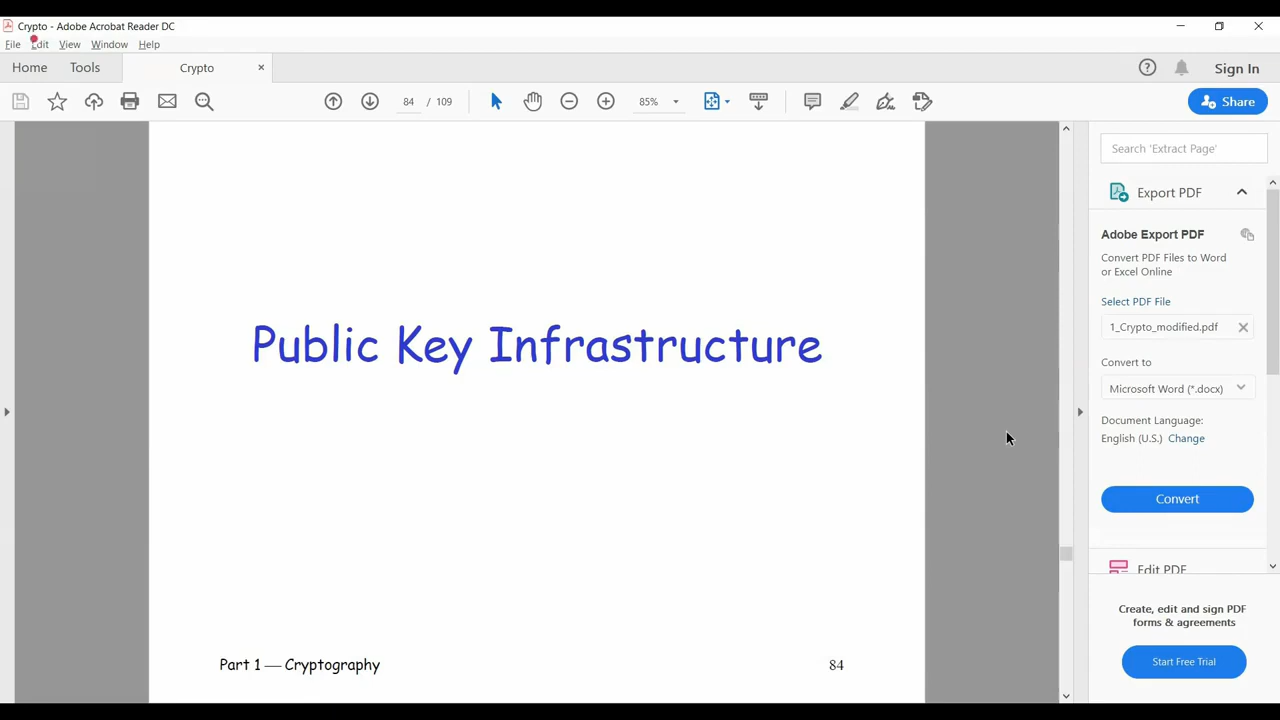 Crypto - Adobe Acrobat Reader DC
File Edit View Window Help
Home Tools Crypto Sign In
84 / 109 85% Share
Search 'Extract Page'
Export PDF
Adobe Export PDF
Convert PDF Files to Word
or Excel Online
Select PDF File
1_Crypto_modified.pdf
Convert to
Microsoft Word (*.docx)
Document Language:
English (U.S.) Change
Convert
Edit PDF
Create, edit and sign PDF
forms & agreements
Start Free Trial
Public Key Infrastructure
Part 1 — Cryptography 84